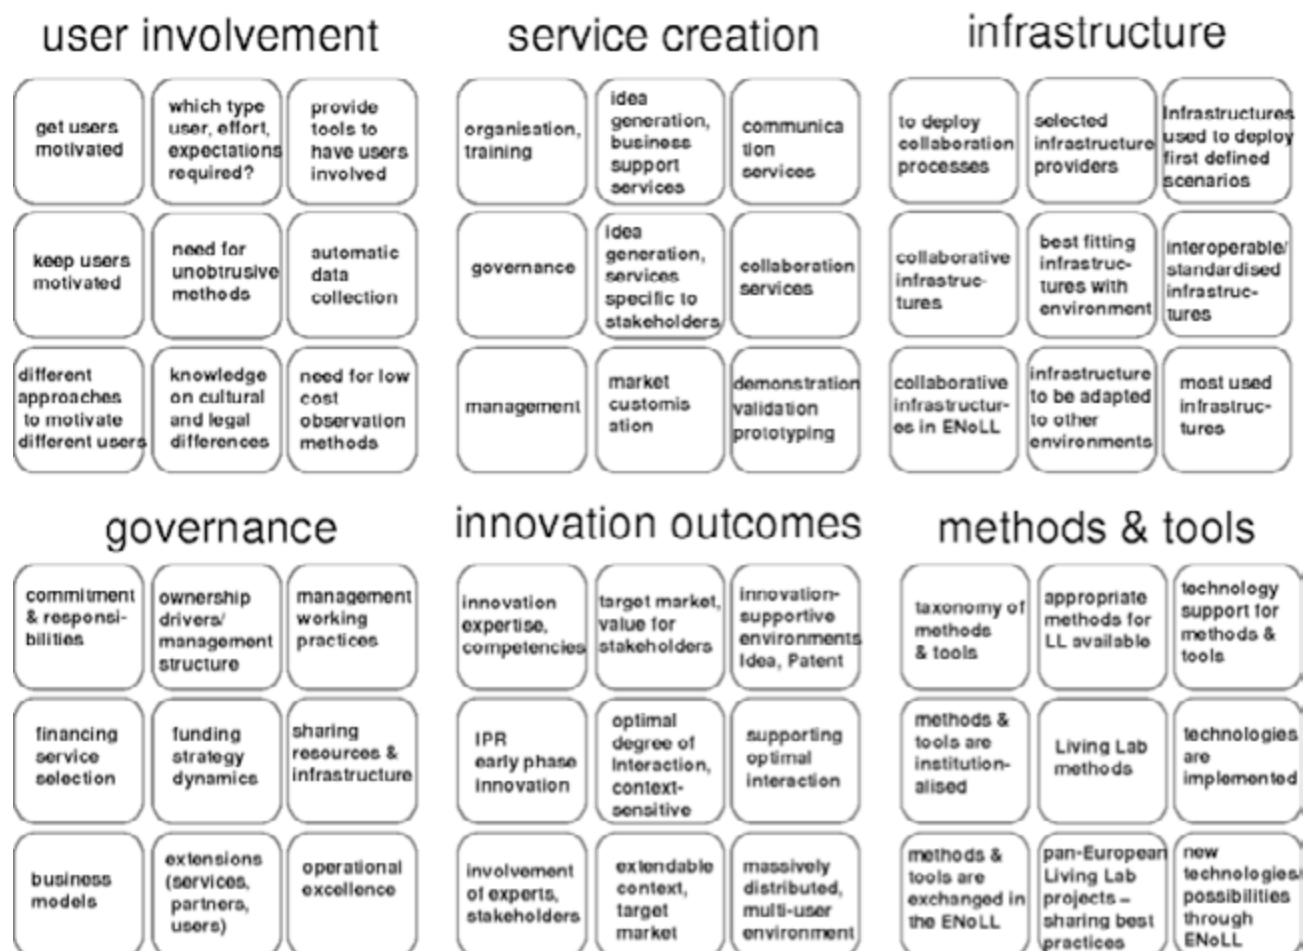 user involvement
get users
motivated
which type
user, effort,
expectations
required?
provide
tools to
have users
involved
keep users
motivated
need for
unobtrusive
methods
automatic
data
collection
different
approaches
to motivate
different users
knowledge
on cultural
and legal
differences
need for low
cost
observation
methods
service creation
organisation,
training
idea
generation,
business
support
services
communica
tion
services
governance
idea
generation,
services
specific to
stakeholders
collaboration
services
management
market
customis
ation
demonstration
validation
prototyping
infrastructure
to deploy
collaboration
processes
selected
infrastructure
providers
Infrastructures
used to deploy
first defined
scenarios
collaborative
infrastruc-
tures
best fitting
infrastruc-
tures with
environment
interoperable/
standardised
infrastruc-
tures
collaborative
infrastructur-
es in ENoLL
infrastructure
to be adapted
to other
environments
most used
infrastruc-
tures
governance
commitment
& responsi-
bilities
ownership
drivers/
management
structure
management
working
practices
financing
service
selection
funding
strategy
dynamics
sharing
resources &
infrastructure
business
models
extensions
(services,
partners,
users)
operational
excellence
innovation outcomes
innovation
expertise,
competencies
target market,
value for
stakeholders
innovation-
supportive
environments
Idea, Patent
IPR
early phase
innovation
optimal
degree of
Interaction,
context-
sensitive
supporting
optimal
interaction
involvement
of experts,
stakeholders
extendable
context,
target
market
massively
distributed,
multi-user
environment
methods & tools
taxonomy of
methods
& tools
appropriate
methods for
LL available
technology
support for
methods &
tools
methods &
tools are
institution-
alised
Living Lab
methods
technologies
are
implemented
methods &
tools are
exchanged in
the ENoLL
pan-European
Living Lab
projects –
sharing best
practices
new
technologies/
possibilities
through
ENoLL